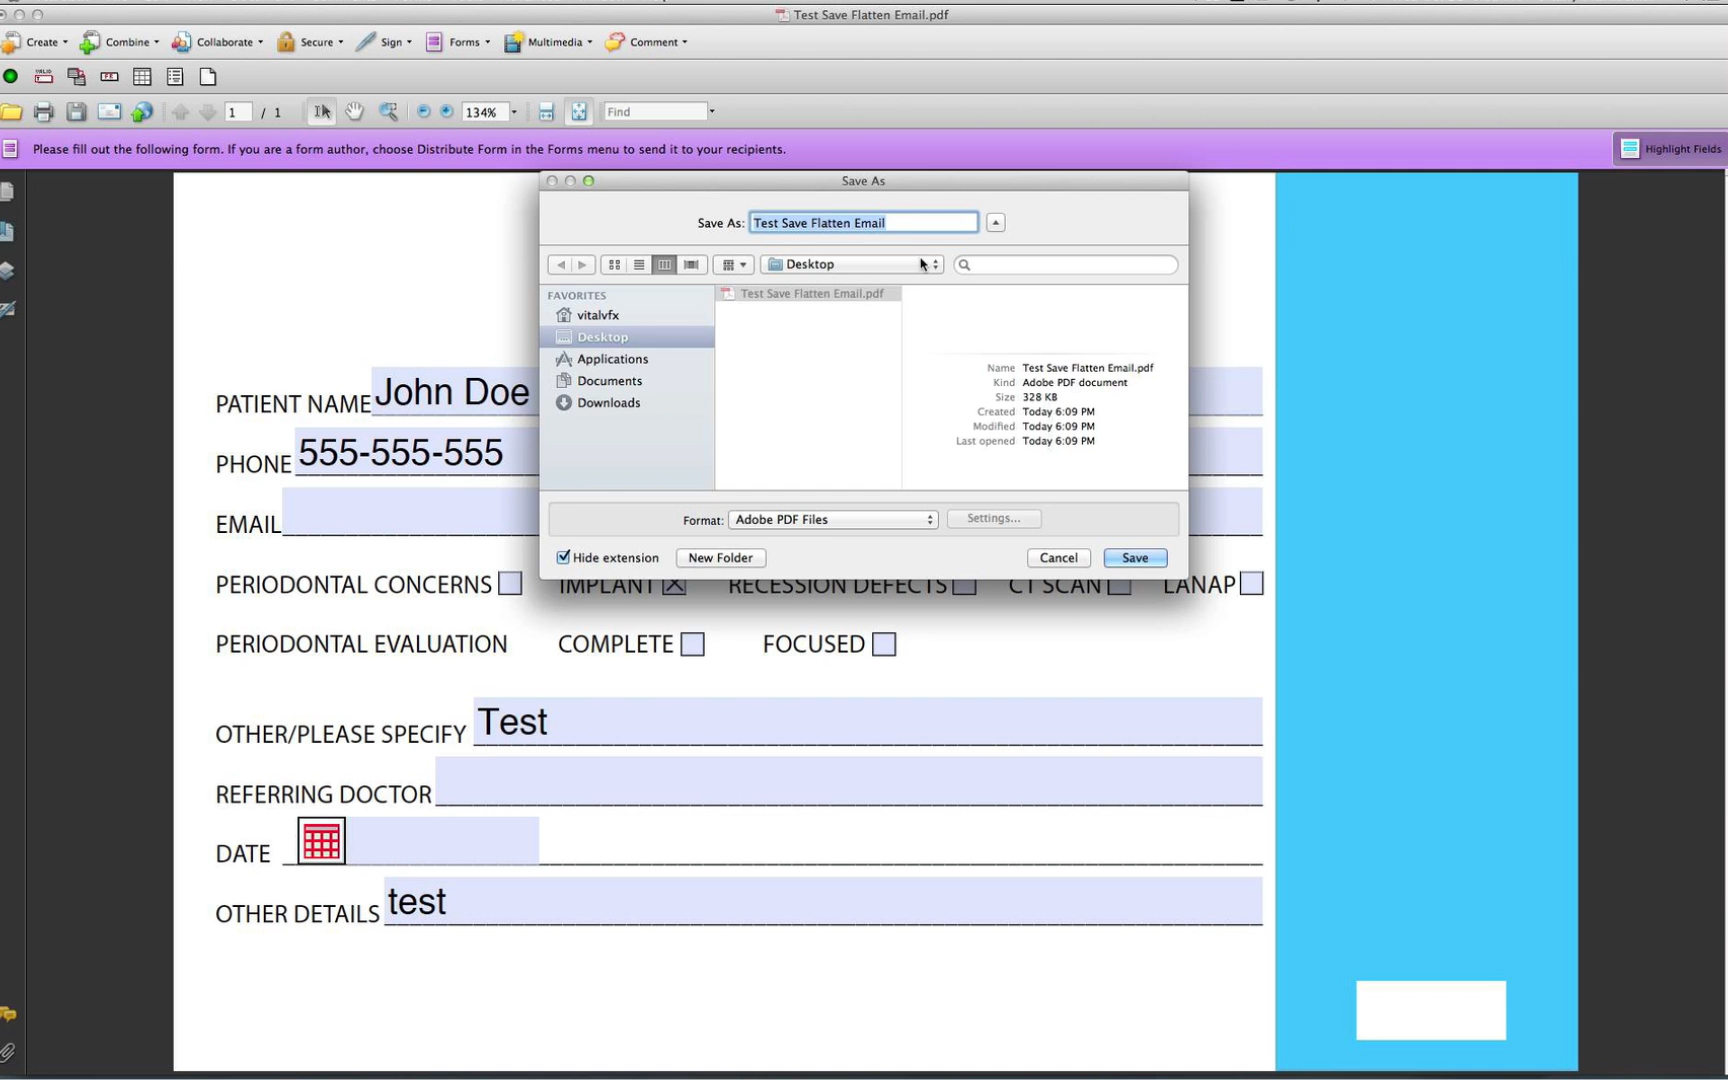 Test Save Flatten Email.pdf
Create Combine Collaborate Secure Sign Forms Multimedia Comment
1 / 1 134% Find
Please fill out the following form. If you are a form author, choose Distribute Form in the Forms menu to send it to your recipients.
Highlight Fields
Save As
Save As: Test Save Flatten Email
Desktop
FAVORITES
vitalvfx
Desktop
Applications
Documents
Downloads
Test Save Flatten Email.pdf
Name Test Save Flatten Email.pdf
Kind Adobe PDF document
Size 328 KB
Created Today 6:09 PM
Modified Today 6:09 PM
Last opened Today 6:09 PM
Format: Adobe PDF Files Settings...
Hide extension New Folder Cancel Save
PATIENT NAME John Doe
PHONE 555-555-555
EMAIL
PERIODONTAL CONCERNS IMPLANT RECESSION DEFECTS CT SCAN LANAP
PERIODONTAL EVALUATION COMPLETE FOCUSED
OTHER/PLEASE SPECIFY Test
REFERRING DOCTOR
DATE
OTHER DETAILS test